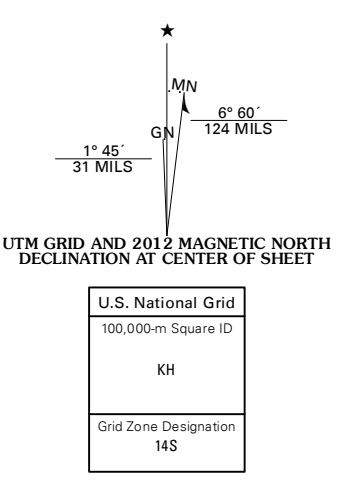 ★
MN
GN
6° 60´
124 MILS
1° 45´
31 MILS
UTM GRID AND 2012 MAGNETIC NORTH
DECLINATION AT CENTER OF SHEET
U.S. National Grid
100,000-m Square ID
KH
Grid Zone Designation
14S